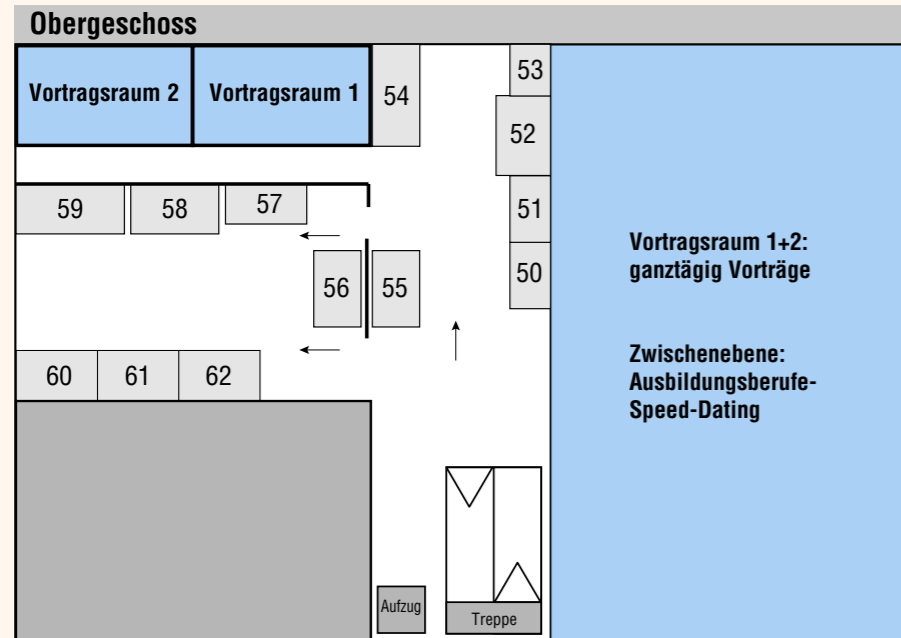 Obergeschoss
Vortragsraum 2
Vortragsraum 1
54
53
52
51
50
59
58
57
56
55
60
61
62
Vortragsraum 1+2:
ganztägig Vorträge
Zwischenebene:
Ausbildungsberufe-
Speed-Dating
Aufzug
Treppe